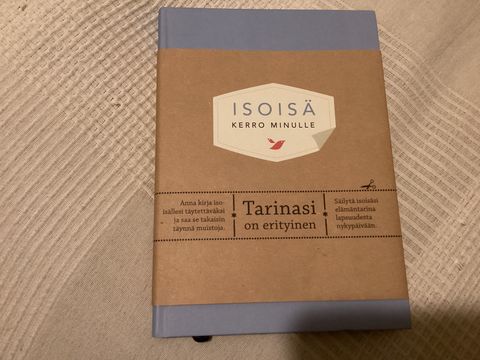 ISOISÄ
KERRO MINULLE
Anna kirja iso-
isällesi täytettäväksi
ja saa se takaisin
täynnä muistoja.
Tarinasi
on erityinen
Säilytä isoisäsi
elämäntarina
lapsuudesta
nykypäivään.